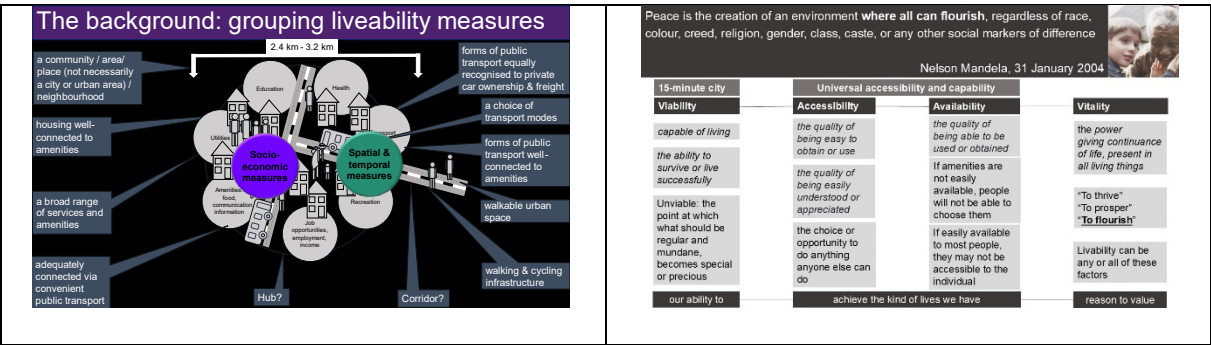 The background: grouping liveability measures
2.4 km - 3.2 km
a community / area/
place (not necessarily
a city or urban area) /
neighbourhood
housing well-
connected to
amenities
a broad range
of services and
amenities
adequately
connected via
convenient
public transport
Education
Health
Utilities
Socio-
economic
measures
Spatial &
temporal
measures
Amenities
food,
communication
information
Recreation
Job
opportunities,
employment,
income
Hub?
Corridor?
forms of public
transport equally
recognised to private
car ownership & freight
a choice of
transport modes
forms of public
transport well-
connected to
amenities
walkable urban
space
walking & cycling
infrastructure
Peace is the creation of an environment where all can flourish, regardless of race,
colour, creed, religion, gender, class, caste, or any other social markers of difference
Nelson Mandela, 31 January 2004
15-minute city
Universal accessibility and capability
Viability
Accessibility
Availability
Vitality
capable of living
the ability to
survive or live
successfully
Unviable: the
point at which
what should be
regular and
mundane,
becomes special
or precious
the quality of
being easy to
obtain or use
the quality of
being easily
understood or
appreciated
the choice or
opportunity to
do anything
anyone else can
do
the quality of
being able to be
used or obtained
If amenities are
not easily
available, people
will not be able to
choose them
If easily available
to most people,
they may not be
accessible to the
individual
the power
giving continuance
of life, present in
all living things
"To thrive"
"To prosper"
"To flourish"
Livability can be
any or all of these
factors
our ability to
achieve the kind of lives we have
reason to value